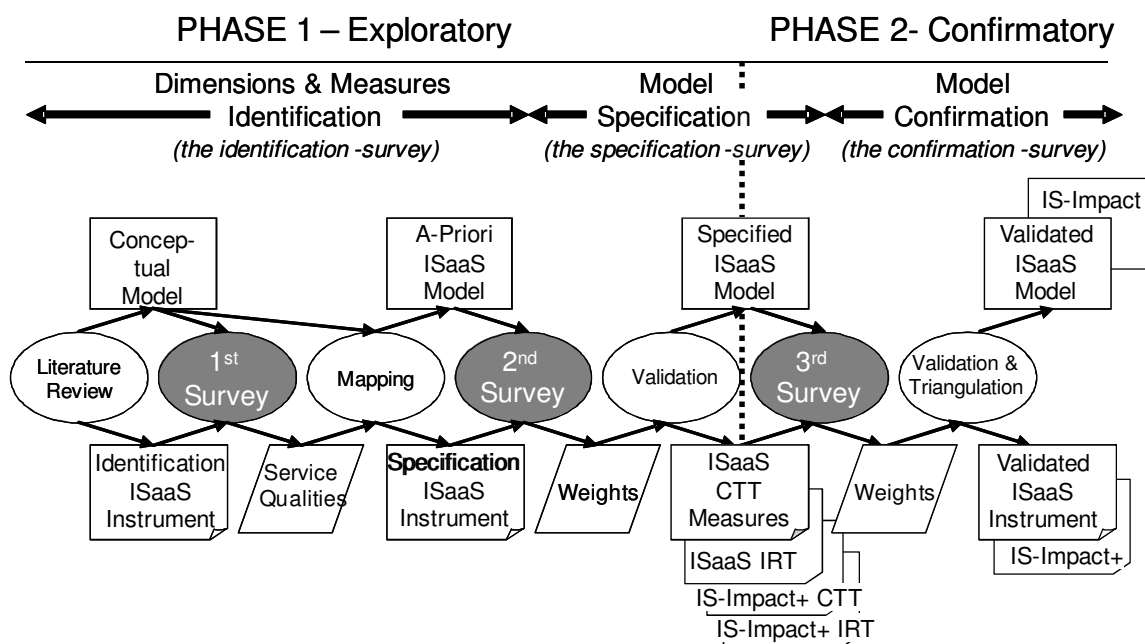 PHASE 1 – Exploratory
PHASE 2- Confirmatory
Dimensions & Measures
Identification
(the identification -survey)
Model
Specification
(the specification -survey)
Model
Confirmation
(the confirmation -survey)
IS-Impact
Concep-
tual
Model
A-Priori
ISaaS
Model
Specified
ISaaS
Model
Validated
ISaaS
Model
Literature
Review
1st
Survey
Mapping
2nd
Survey
Validation
3rd
Survey
Validation &
Triangulation
Identification
ISaaS
Instrument
Service
Qualities
Specification
ISaaS
Instrument
Weights
ISaaS
CTT
Measures
ISaaS IRT
IS-Impact+ CTT
IS-Impact+ IRT
Weights
Validated
ISaaS
Instrument
IS-Impact+